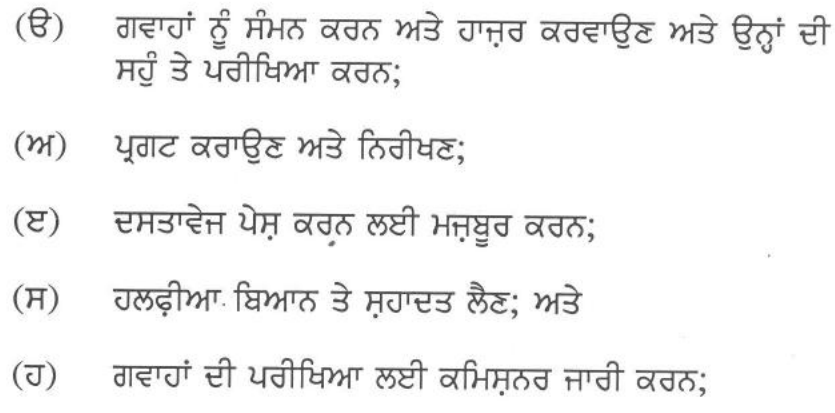 (ੳ) ਗਵਾਹਾਂ ਨੂੰ ਸੰਮਨ ਕਰਨ ਅਤੇ ਹਾਜ਼ਰ ਕਰਵਾਉਣ ਅਤੇ ਉਨ੍ਹਾਂ ਦੀ
ਸਹੁੰ ਤੇ ਪਰੀਖਿਆ ਕਰਨ;
(ਅ) ਪ੍ਰਗਟ ਕਰਾਉਣ ਅਤੇ ਨਿਰੀਖਣ;
(ੲ) ਦਸਤਾਵੇਜ ਪੇਸ਼ ਕਰਨ ਲਈ ਮਜ਼ਬੂਰ ਕਰਨ;
(ਸ) ਹਲਫ਼ੀਆ ਬਿਆਨ ਤੇ ਸ਼ਹਾਦਤ ਲੈਣ; ਅਤੇ
(ਹ) ਗਵਾਹਾਂ ਦੀ ਪਰੀਖਿਆ ਲਈ ਕਮਿਸ਼ਨਰ ਜਾਰੀ ਕਰਨ;